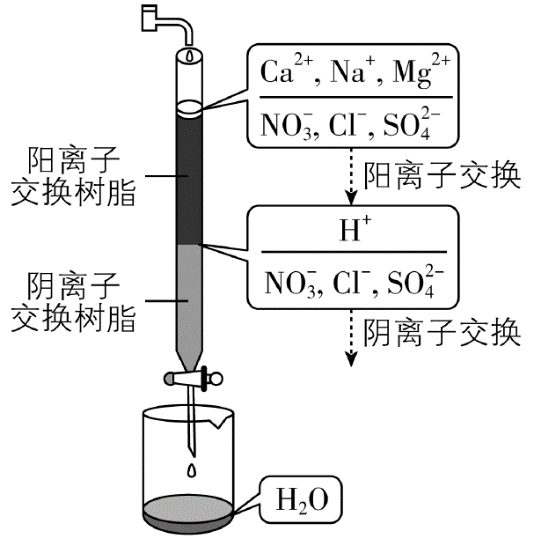 Ca²⁺, Na⁺, Mg²⁺
NO₃⁻, Cl⁻, SO₄²⁻
阳离子
交换树脂
阳离子交换
H⁺
NO₃⁻, Cl⁻, SO₄²⁻
阴离子
交换树脂
阴离子交换
H₂O